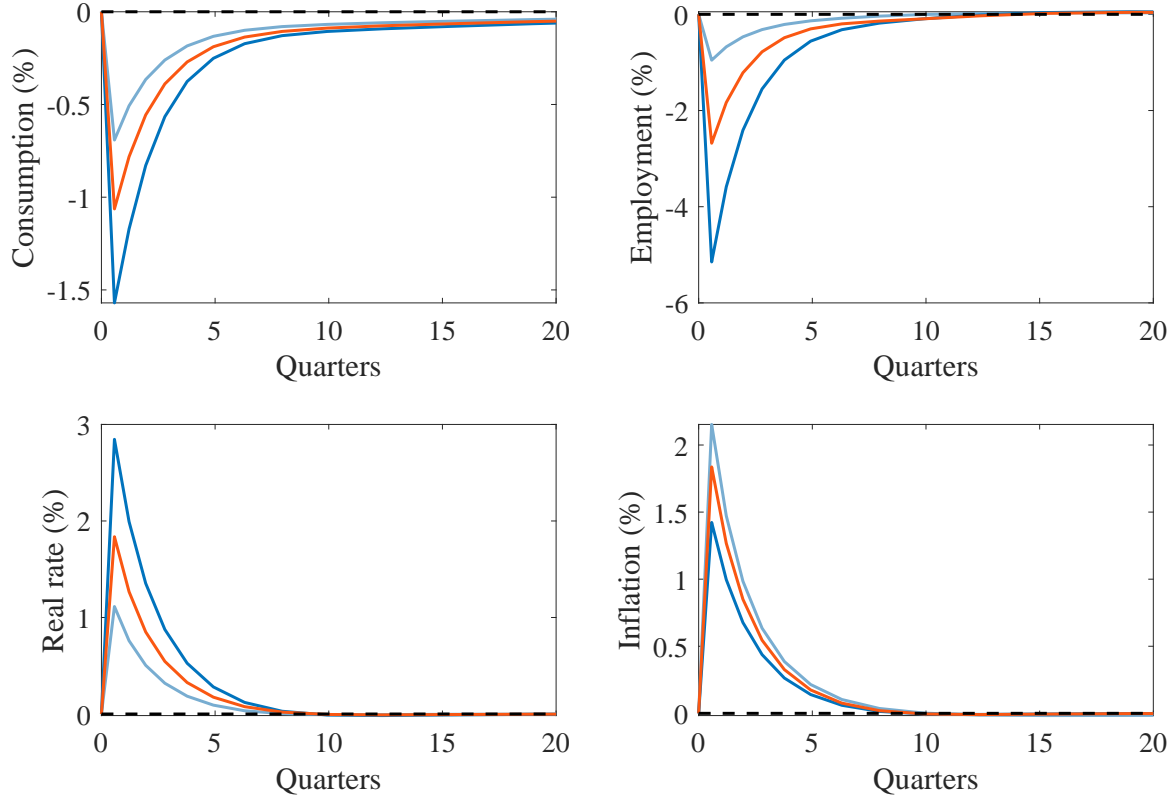 Consumption (%)
0
-0.5
-1
-1.5
0 5 10 15 20
Quarters
Employment (%)
0
-2
-4
-6
0 5 10 15 20
Quarters
Real rate (%)
3
2
1
0
0 5 10 15 20
Quarters
Inflation (%)
2
1.5
1
0.5
0
0 5 10 15 20
Quarters